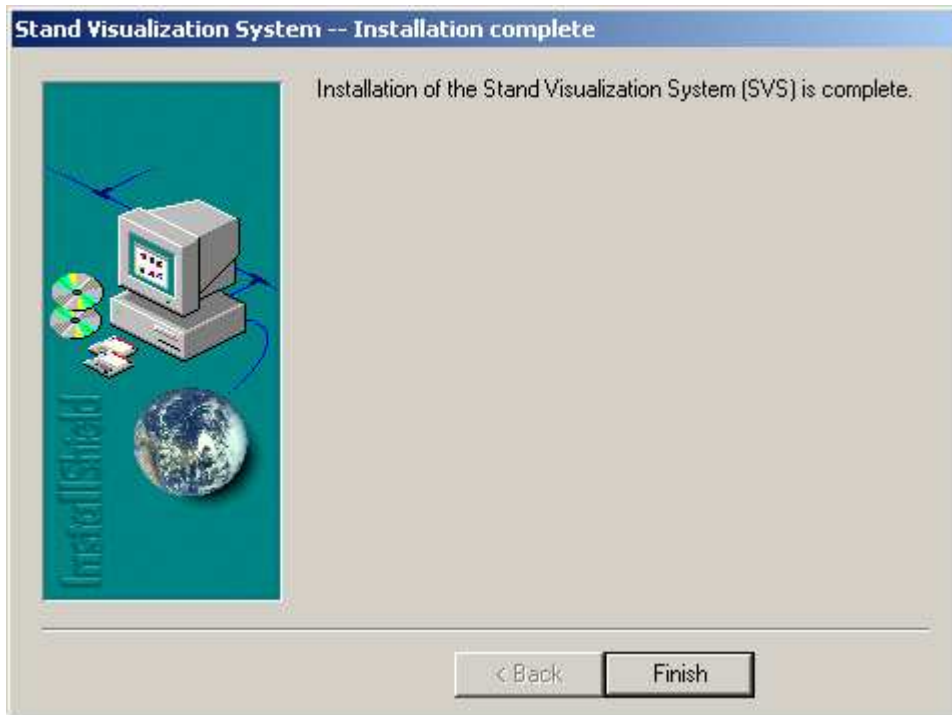 Stand Visualization System -- Installation complete
Installation of the Stand Visualization System (SVS) is complete.
InstallShield
< Back
Finish